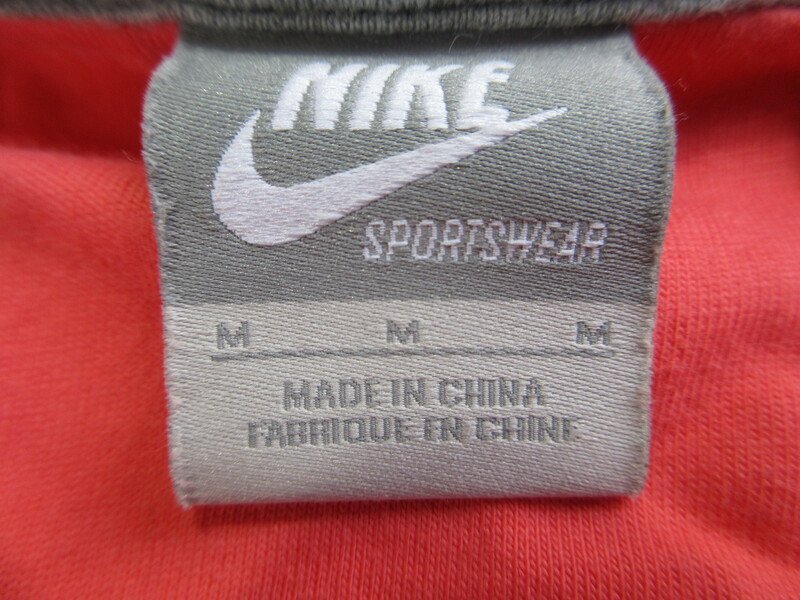 NIKE
SPORTSWEAR
M M M
MADE IN CHINA
FABRIQUE EN CHINE